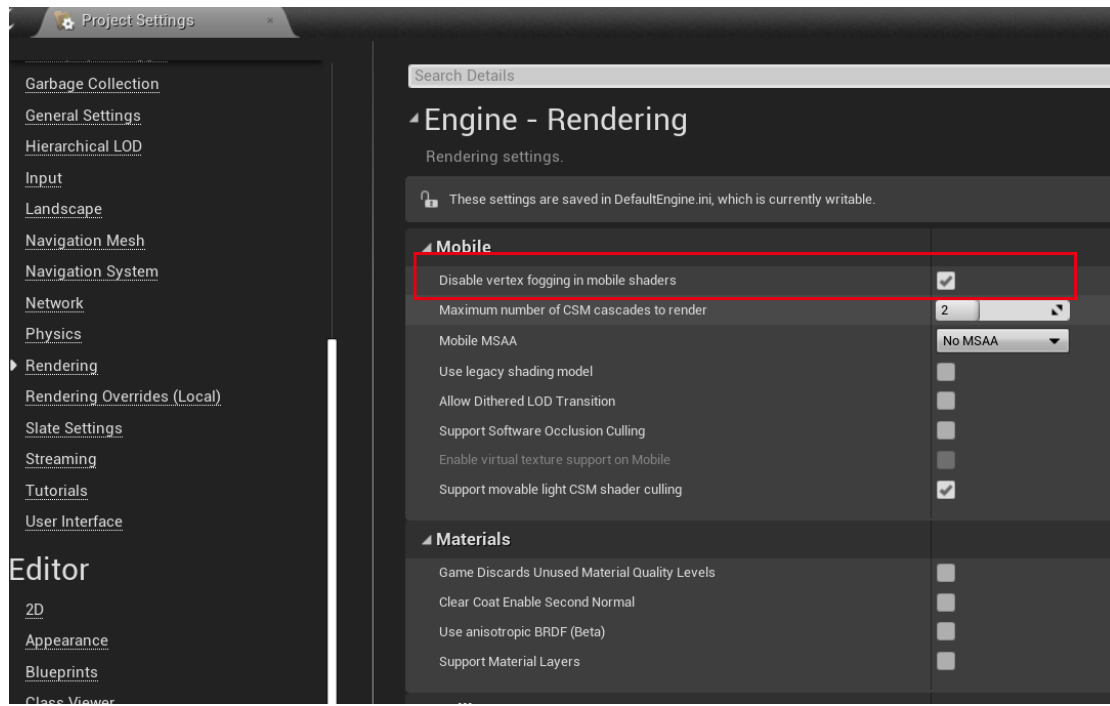 Project Settings
Garbage Collection
General Settings
Hierarchical LOD
Input
Landscape
Navigation Mesh
Navigation System
Network
Physics
Rendering
Rendering Overrides (Local)
Slate Settings
Streaming
Tutorials
User Interface
Editor
2D
Appearance
Blueprints
Class Viewer
Search Details
Engine - Rendering
Rendering settings.
These settings are saved in DefaultEngine.ini, which is currently writable.
Mobile
Disable vertex fogging in mobile shaders
Maximum number of CSM cascades to render 2
Mobile MSAA No MSAA
Use legacy shading model
Allow Dithered LOD Transition
Support Software Occlusion Culling
Enable virtual texture support on Mobile
Support movable light CSM shader culling
Materials
Game Discards Unused Material Quality Levels
Clear Coat Enable Second Normal
Use anisotropic BRDF (Beta)
Support Material Layers